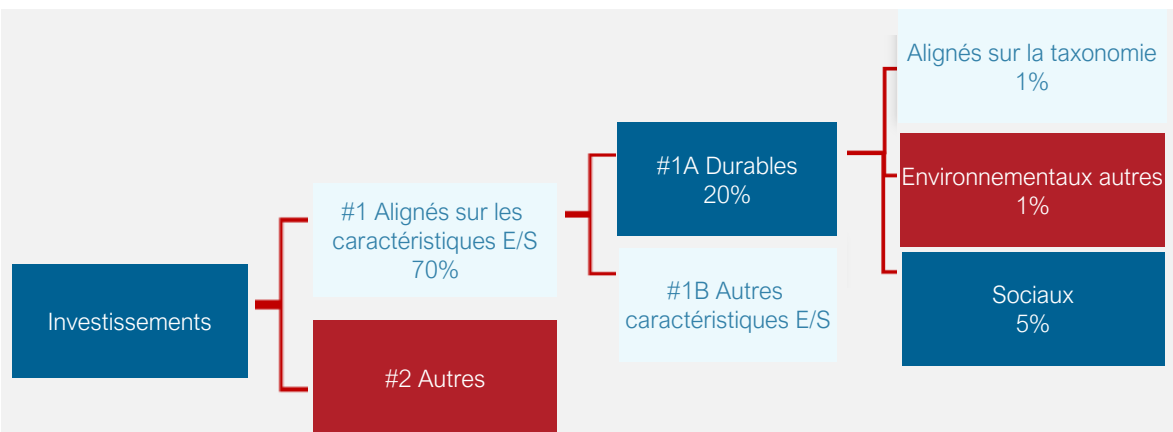 Investissements
#1 Alignés sur les
caractéristiques E/S
70%
#2 Autres
#1A Durables
20%
#1B Autres
caractéristiques E/S
Alignés sur la taxonomie
1%
Environnementaux autres
1%
Sociaux
5%